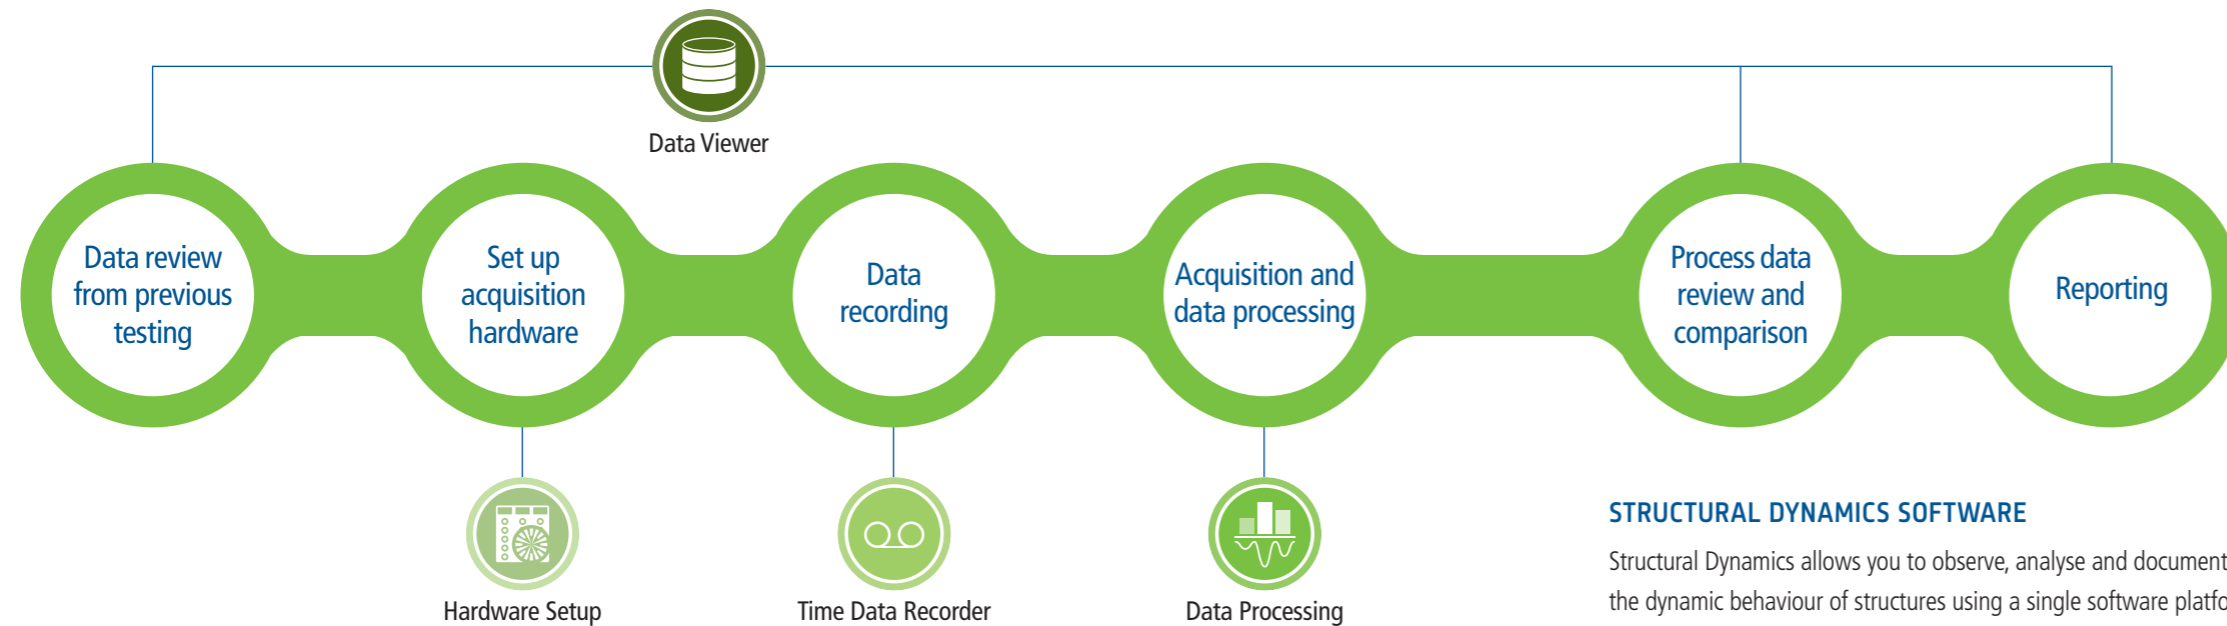 Data Viewer
Data review
from previous
testing
Set up
acquisition
hardware
Data
recording
Acquisition and
data processing
Process data
review and
comparison
Reporting
Hardware Setup
Time Data Recorder
Data Processing
STRUCTURAL DYNAMICS SOFTWARE
Structural Dynamics allows you to observe, analyse and document
the dynamic behaviour of structures using a single software platfo